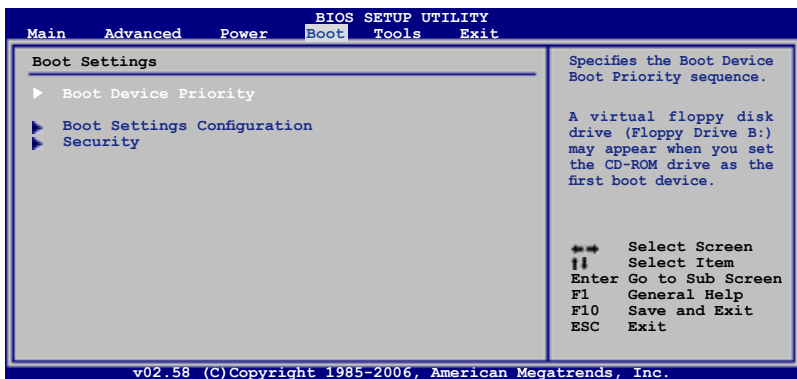 BIOS SETUP UTILITY
Main Advanced Power Boot Tools Exit
Boot Settings
Boot Device Priority
Boot Settings Configuration
Security
Specifies the Boot Device
Boot Priority sequence.
A virtual floppy disk
drive (Floppy Drive B:)
may appear when you set
the CD-ROM drive as the
first boot device.
Select Screen
Select Item
Enter Go to Sub Screen
F1 General Help
F10 Save and Exit
ESC Exit
v02.58 (C)Copyright 1985-2006, American Megatrends, Inc.